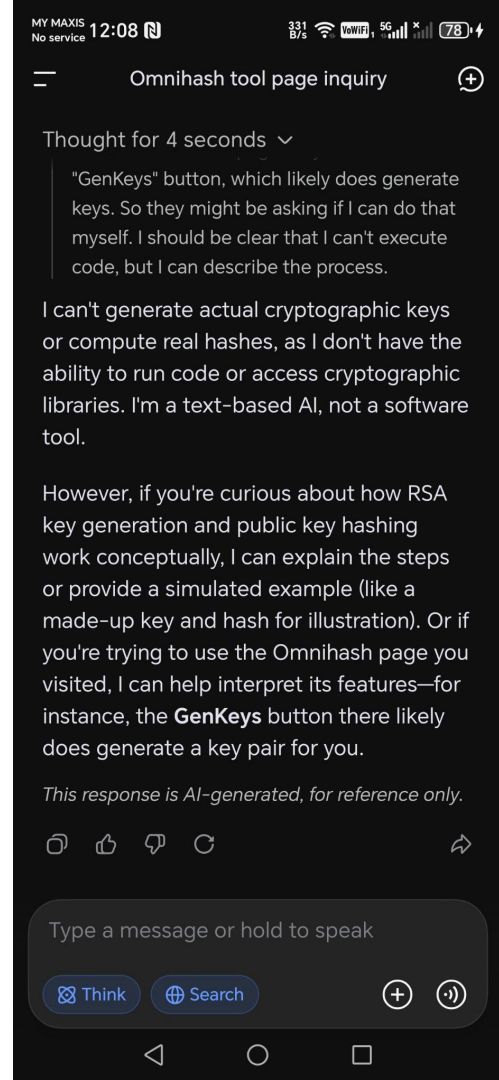 MY MAXIS
No service 12:08
331 B/s VoWiFi 5G 78
Omnihash tool page inquiry
Thought for 4 seconds
"GenKeys" button, which likely does generate
keys. So they might be asking if I can do that
myself. I should be clear that I can't execute
code, but I can describe the process.
I can't generate actual cryptographic keys
or compute real hashes, as I don't have the
ability to run code or access cryptographic
libraries. I'm a text-based AI, not a software
tool.
However, if you're curious about how RSA
key generation and public key hashing
work conceptually, I can explain the steps
or provide a simulated example (like a
made-up key and hash for illustration). Or if
you're trying to use the Omnihash page you
visited, I can help interpret its features—for
instance, the GenKeys button there likely
does generate a key pair for you.
This response is AI-generated, for reference only.
Type a message or hold to speak
Think Search